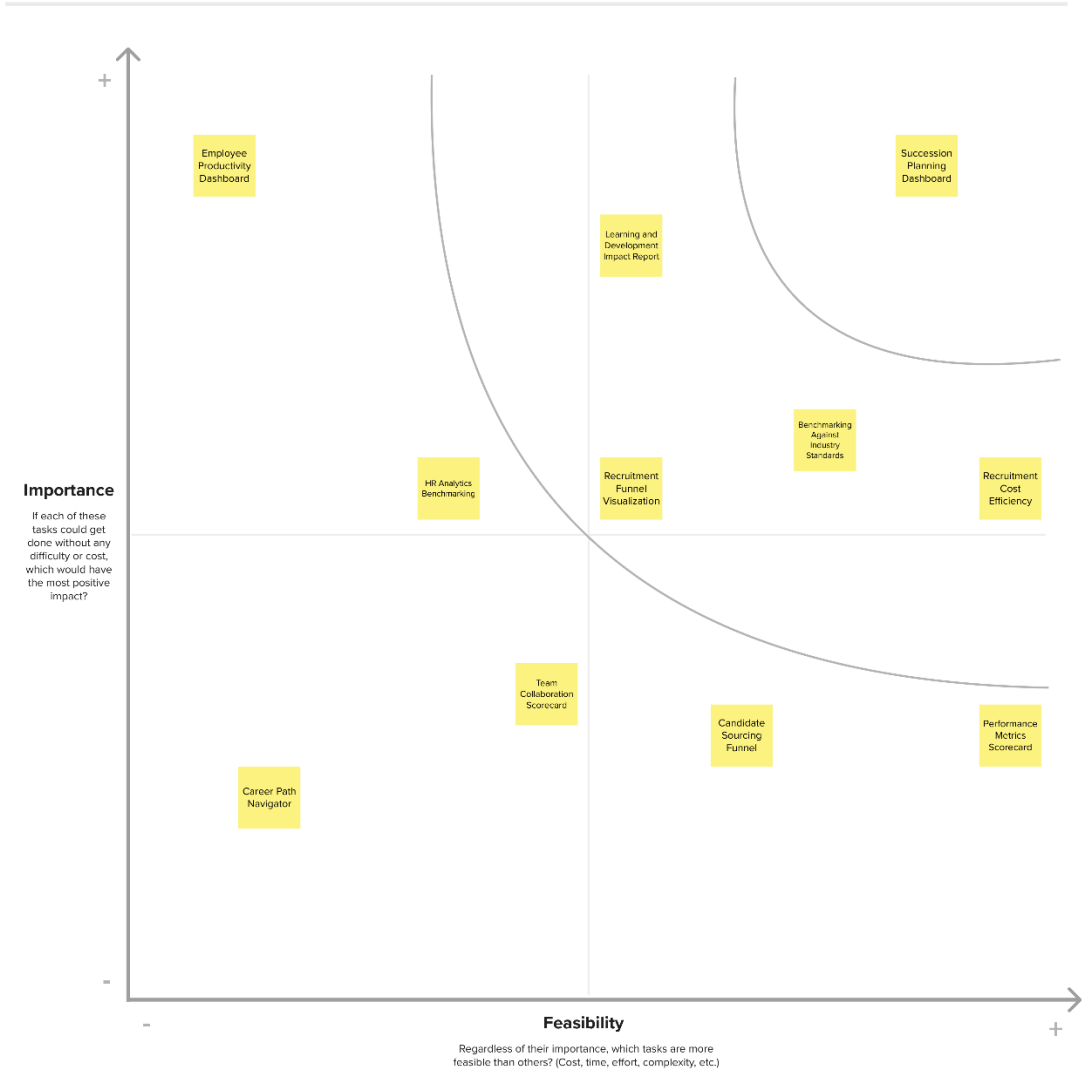 +
Employee
Productivity
Dashboard
Succession
Planning
Dashboard
Learning and
Development
Impact Report
Benchmarking
Against
Industry
Standards
HR Analytics
Benchmarking
Recruitment
Funnel
Visualization
Recruitment
Cost
Efficiency
Importance
If each of these
tasks could get
done without any
difficulty or cost,
which would have
the most positive
impact?
Team
Collaboration
Scorecard
Candidate
Sourcing
Funnel
Performance
Metrics
Scorecard
Career Path
Navigator
-
-
Feasibility
+
Regardless of their importance, which tasks are more
feasible than others? (Cost, time, effort, complexity, etc.)